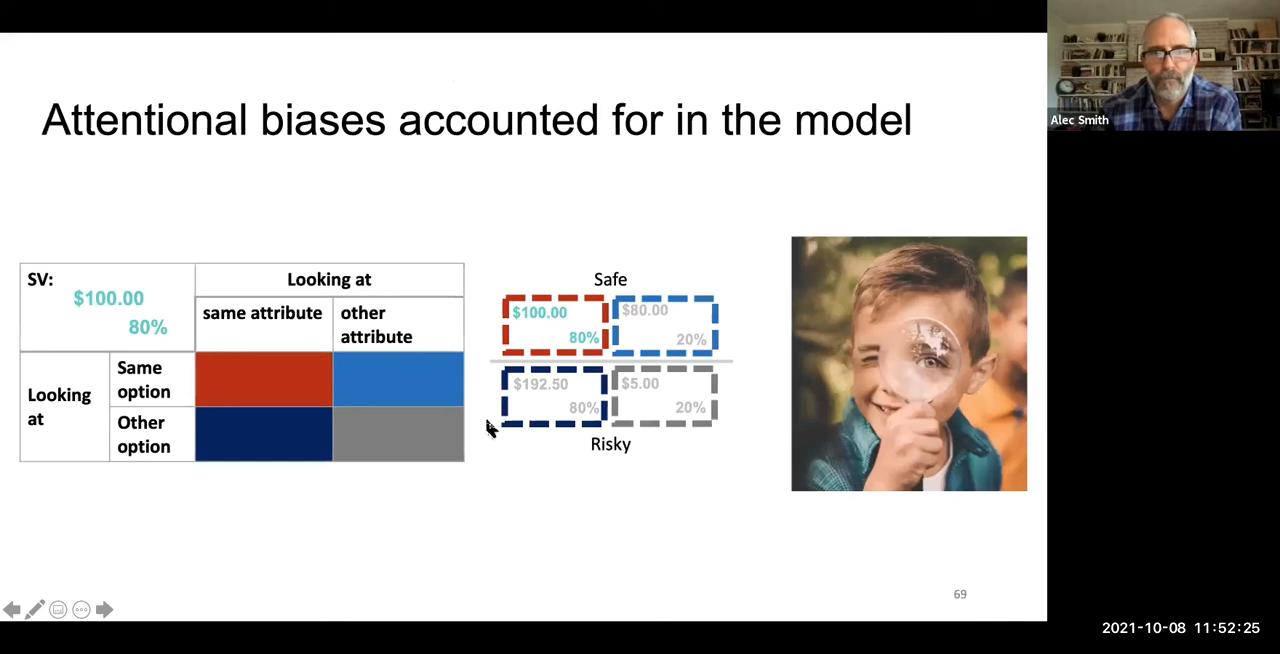 Attentional biases accounted for in the model
SV:
$100.00
80%
Looking at
same attribute
other
attribute
Looking
at
Same
option
Other
option
Safe
$100.00
80%
$80.00
20%
$192.50
80%
$5.00
20%
Risky
69
Alec Smith
2021-10-08 11:52:25